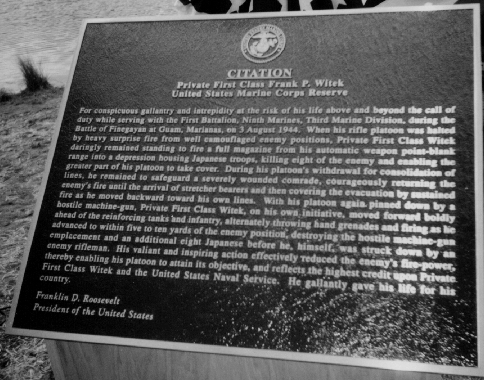 CITATION
Private First Class Frank P. Witek
United States Marine Corps Reserve
For conspicuous gallantry and intrepidity at the risk of his life above and beyond the call of
duty while serving with the First Battalion, Ninth Marines, Third Marine Division, during the
Battle of Finegayan at Guam, Marianas, on 3 August 1944. When his rifle platoon was halted
by heavy surprise fire from well camouflaged enemy positions, Private First Class Witek
daringly remained standing to fire a full magazine from his automatic weapon point-blank
range into a depression housing Japanese troops, killing eight of the enemy and enabling the
greater part of his platoon to take cover. During his platoon's withdrawal for consolidation of
lines, he remained to safeguard a severely wounded comrade, courageously returning the
enemy's fire until the arrival of stretcher bearers and then covering the evacuation by sustained
fire as he moved backward toward his own lines. With his platoon again pinned down by a
hostile machine-gun, Private First Class Witek, on his own initiative, moved forward boldly
ahead of the reinforcing tanks and infantry, alternately throwing hand grenades and firing as he
advanced to within five to ten yards of the enemy position, destroying the hostile machine-gun
emplacement and an additional eight Japanese before he, himself, was struck down by an
enemy rifleman. His valiant and inspiring action effectively reduced the enemy's fire-power,
thereby enabling his platoon to attain its objective, and reflects the highest credit upon Private
First Class Witek and the United States Naval Service. He gallantly gave his life for his
country.
Franklin D. Roosevelt
President of the United States